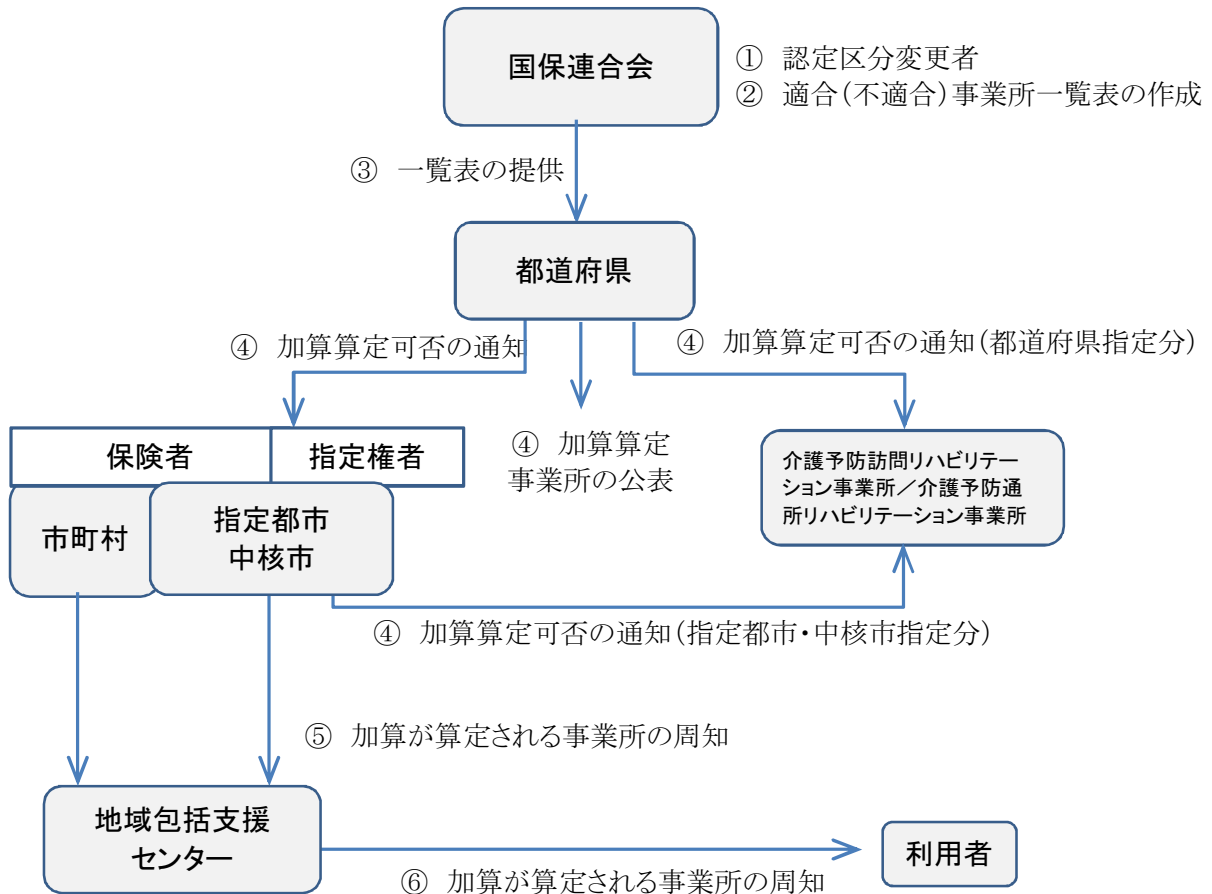 国保連合会
① 認定区分変更者
② 適合(不適合)事業所一覧表の作成
③ 一覧表の提供
都道府県
④ 加算算定可否の通知
④ 加算算定可否の通知(都道府県指定分)
④ 加算算定
事業所の公表
保険者
指定権者
市町村
指定都市
中核市
介護予防訪問リハビリテー
ション事業所/介護予防通
所リハビリテーション事業所
④ 加算算定可否の通知(指定都市・中核市指定分)
⑤ 加算が算定される事業所の周知
地域包括支援
センター
利用者
⑥ 加算が算定される事業所の周知